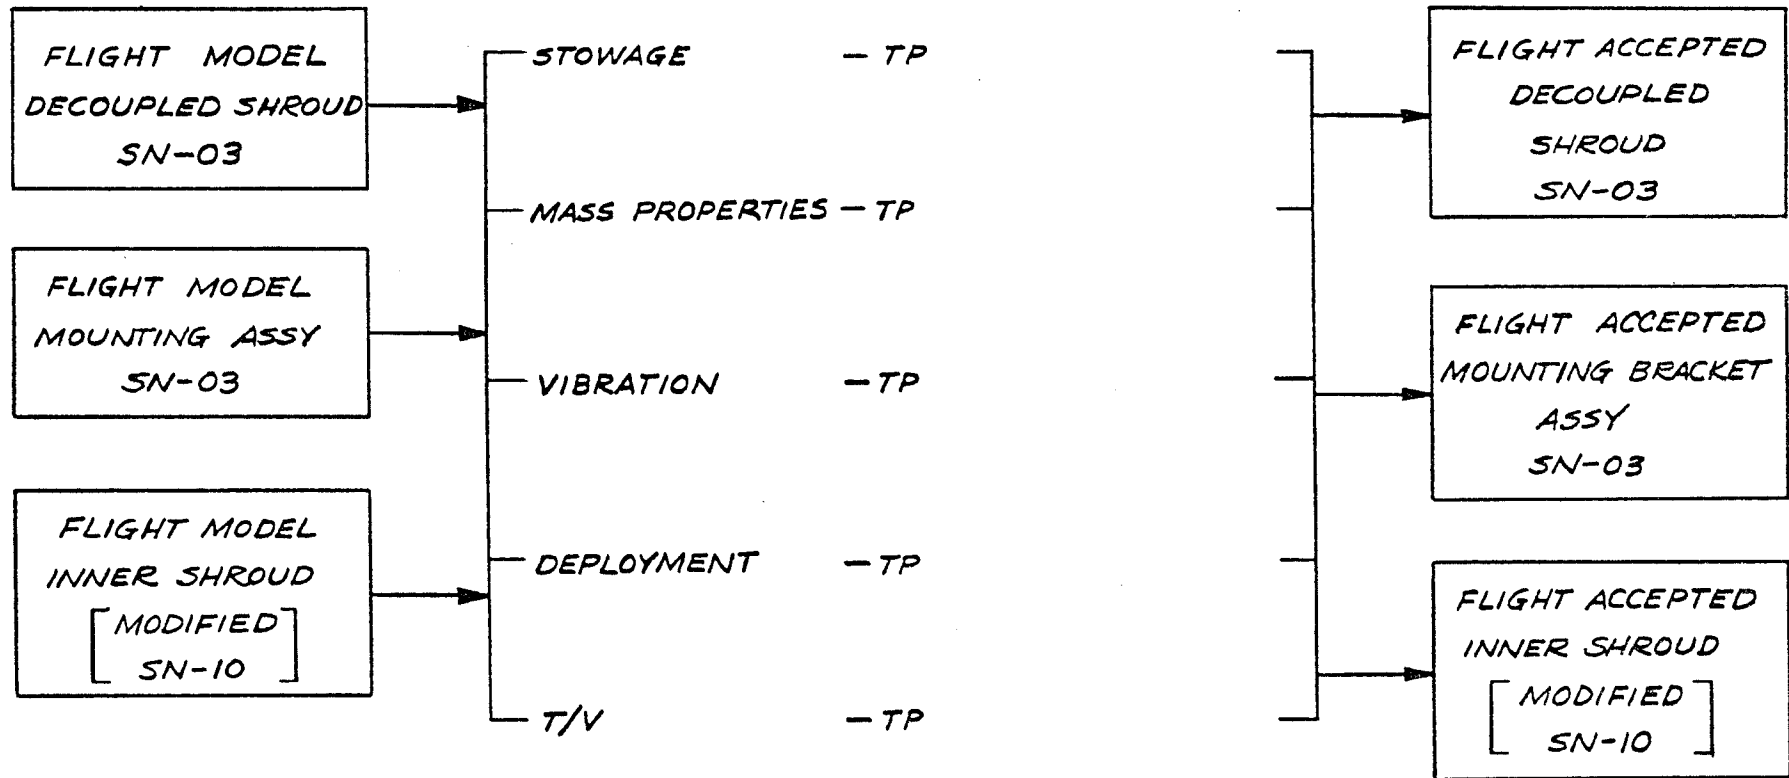 FLIGHT MODEL
DECOUPLED SHROUD
SN-03
FLIGHT MODEL
MOUNTING ASSY
SN-03
FLIGHT MODEL
INNER SHROUD
[MODIFIED
SN-10]
STOWAGE - TP
MASS PROPERTIES - TP
VIBRATION - TP
DEPLOYMENT - TP
T/V - TP
FLIGHT ACCEPTED
DECOUPLED
SHROUD
SN-03
FLIGHT ACCEPTED
MOUNTING BRACKET
ASSY
SN-03
FLIGHT ACCEPTED
INNER SHROUD
[MODIFIED
SN-10]